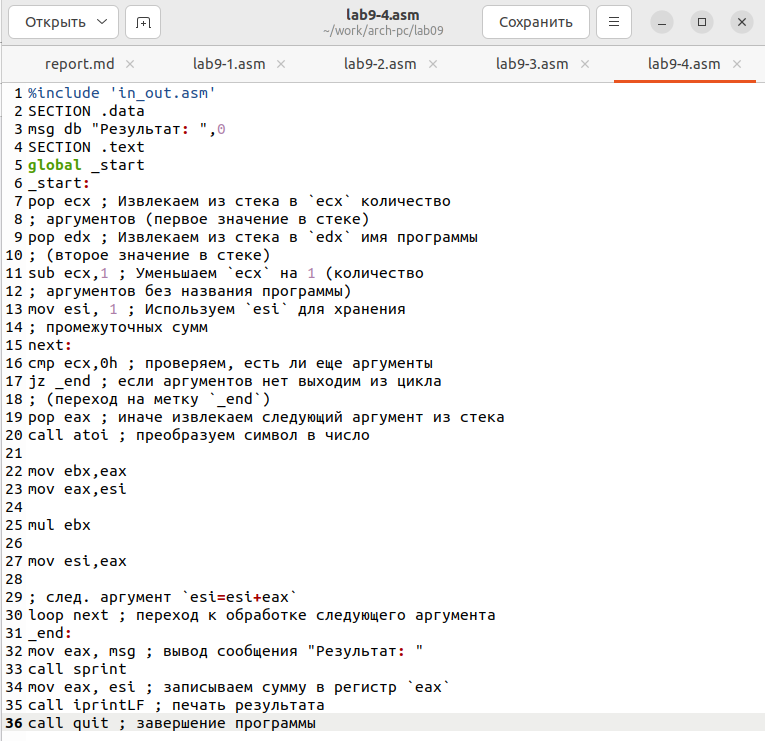 Открыть
lab9-4.asm
~/work/arch-pc/lab09
Сохранить
report.md
lab9-1.asm
lab9-2.asm
lab9-3.asm
lab9-4.asm
1 %include 'in_out.asm'
2 SECTION .data
3 msg db "Результат: ",0
4 SECTION .text
5 global _start
6 _start:
7 pop ecx ; Извлекаем из стека в `ecx` количество
8 ; аргументов (первое значение в стеке)
9 pop edx ; Извлекаем из стека в `edx` имя программы
10 ; (второе значение в стеке)
11 sub ecx,1 ; Уменьшаем `ecx` на 1 (количество
12 ; аргументов без названия программы)
13 mov esi, 1 ; Используем `esi` для хранения
14 ; промежуточных сумм
15 next:
16 cmp ecx,0h ; проверяем, есть ли еще аргументы
17 jz _end ; если аргументов нет выходим из цикла
18 ; (переход на метку `_end`)
19 pop eax ; иначе извлекаем следующий аргумент из стека
20 call atoi ; преобразуем символ в число
21
22 mov ebx,eax
23 mov eax,esi
24
25 mul ebx
26
27 mov esi,eax
28
29 ; след. аргумент `esi=esi+eax`
30 loop next ; переход к обработке следующего аргумента
31 _end:
32 mov eax, msg ; вывод сообщения "Результат: "
33 call sprint
34 mov eax, esi ; записываем сумму в регистр `eax`
35 call iprintLF ; печать результата
36 call quit ; завершение программы